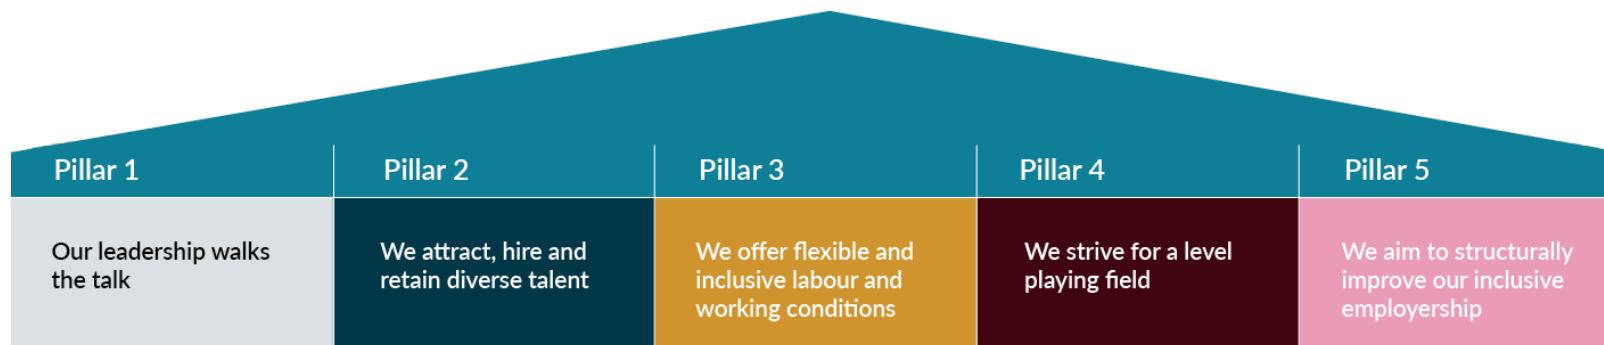 Pillar 1
Our leadership walks
the talk
Pillar 2
We attract, hire and
retain diverse talent
Pillar 3
We offer flexible and
inclusive labour and
working conditions
Pillar 4
We strive for a level
playing field
Pillar 5
We aim to structurally
improve our inclusive
employership